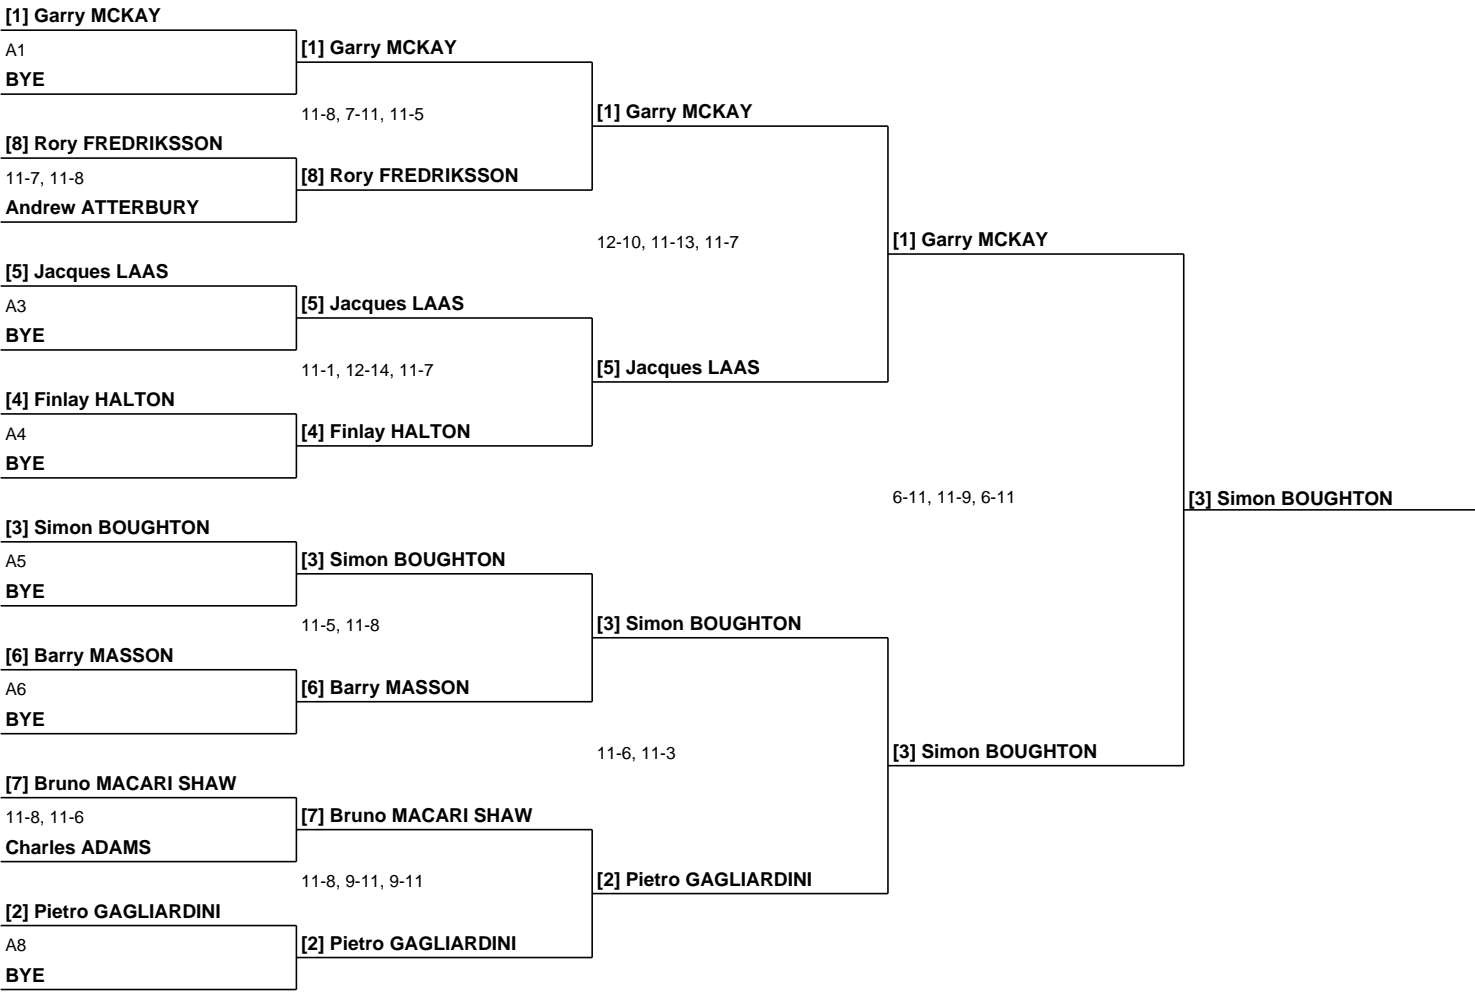 [1] Garry MCKAY
A1
BYE
[8] Rory FREDRIKSSON
11-7, 11-8
Andrew ATTERBURY
[5] Jacques LAAS
A3
BYE
[4] Finlay HALTON
A4
BYE
[3] Simon BOUGHTON
A5
BYE
[6] Barry MASSON
A6
BYE
[7] Bruno MACARI SHAW
11-8, 11-6
Charles ADAMS
[2] Pietro GAGLIARDINI
A8
BYE
[1] Garry MCKAY
11-8, 7-11, 11-5
[8] Rory FREDRIKSSON
[5] Jacques LAAS
11-1, 12-14, 11-7
[4] Finlay HALTON
[3] Simon BOUGHTON
11-5, 11-8
[6] Barry MASSON
[7] Bruno MACARI SHAW
11-8, 9-11, 9-11
[2] Pietro GAGLIARDINI
[1] Garry MCKAY
12-10, 11-13, 11-7
[5] Jacques LAAS
[3] Simon BOUGHTON
11-6, 11-3
[2] Pietro GAGLIARDINI
[1] Garry MCKAY
6-11, 11-9, 6-11
[3] Simon BOUGHTON
[3] Simon BOUGHTON